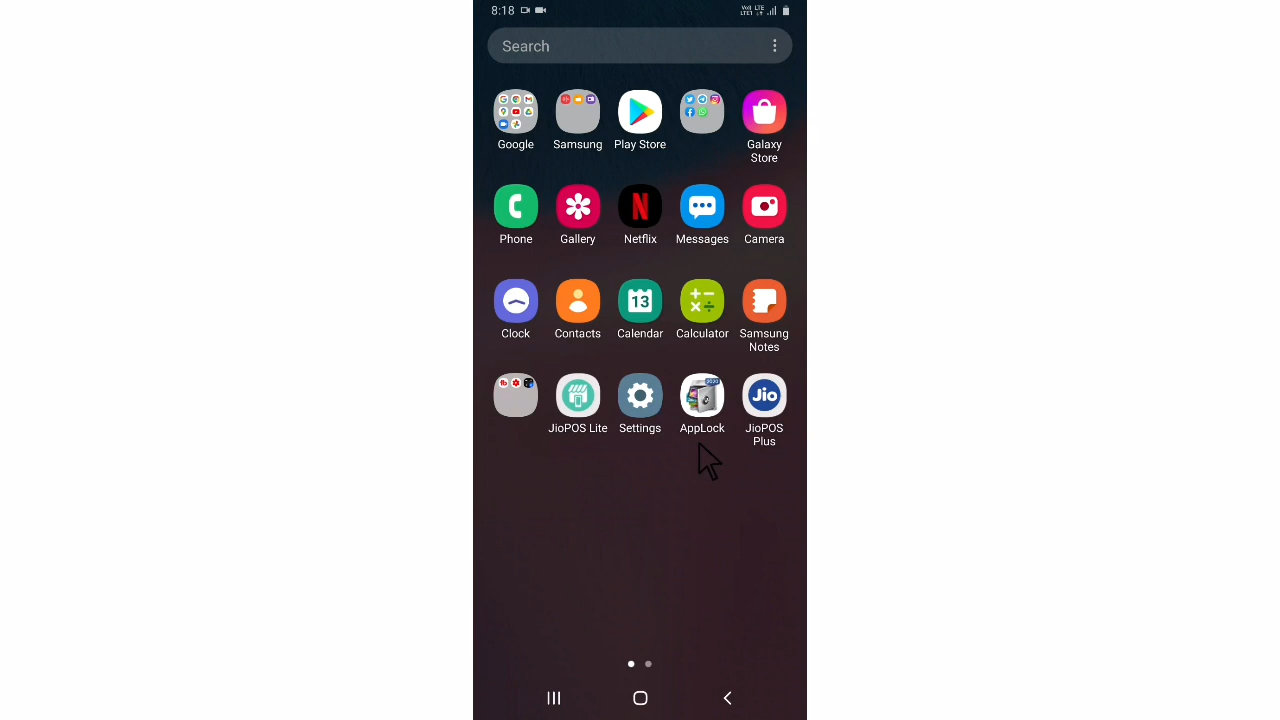 8:18
Search
Google
Samsung
Play Store
Galaxy
Store
Phone
Gallery
Netflix
Messages
Camera
13
Clock
Contacts
Calendar
Calculator
Samsung
Notes
Jio
JioPOS Lite
Settings
AppLock
JioPOS
Plus